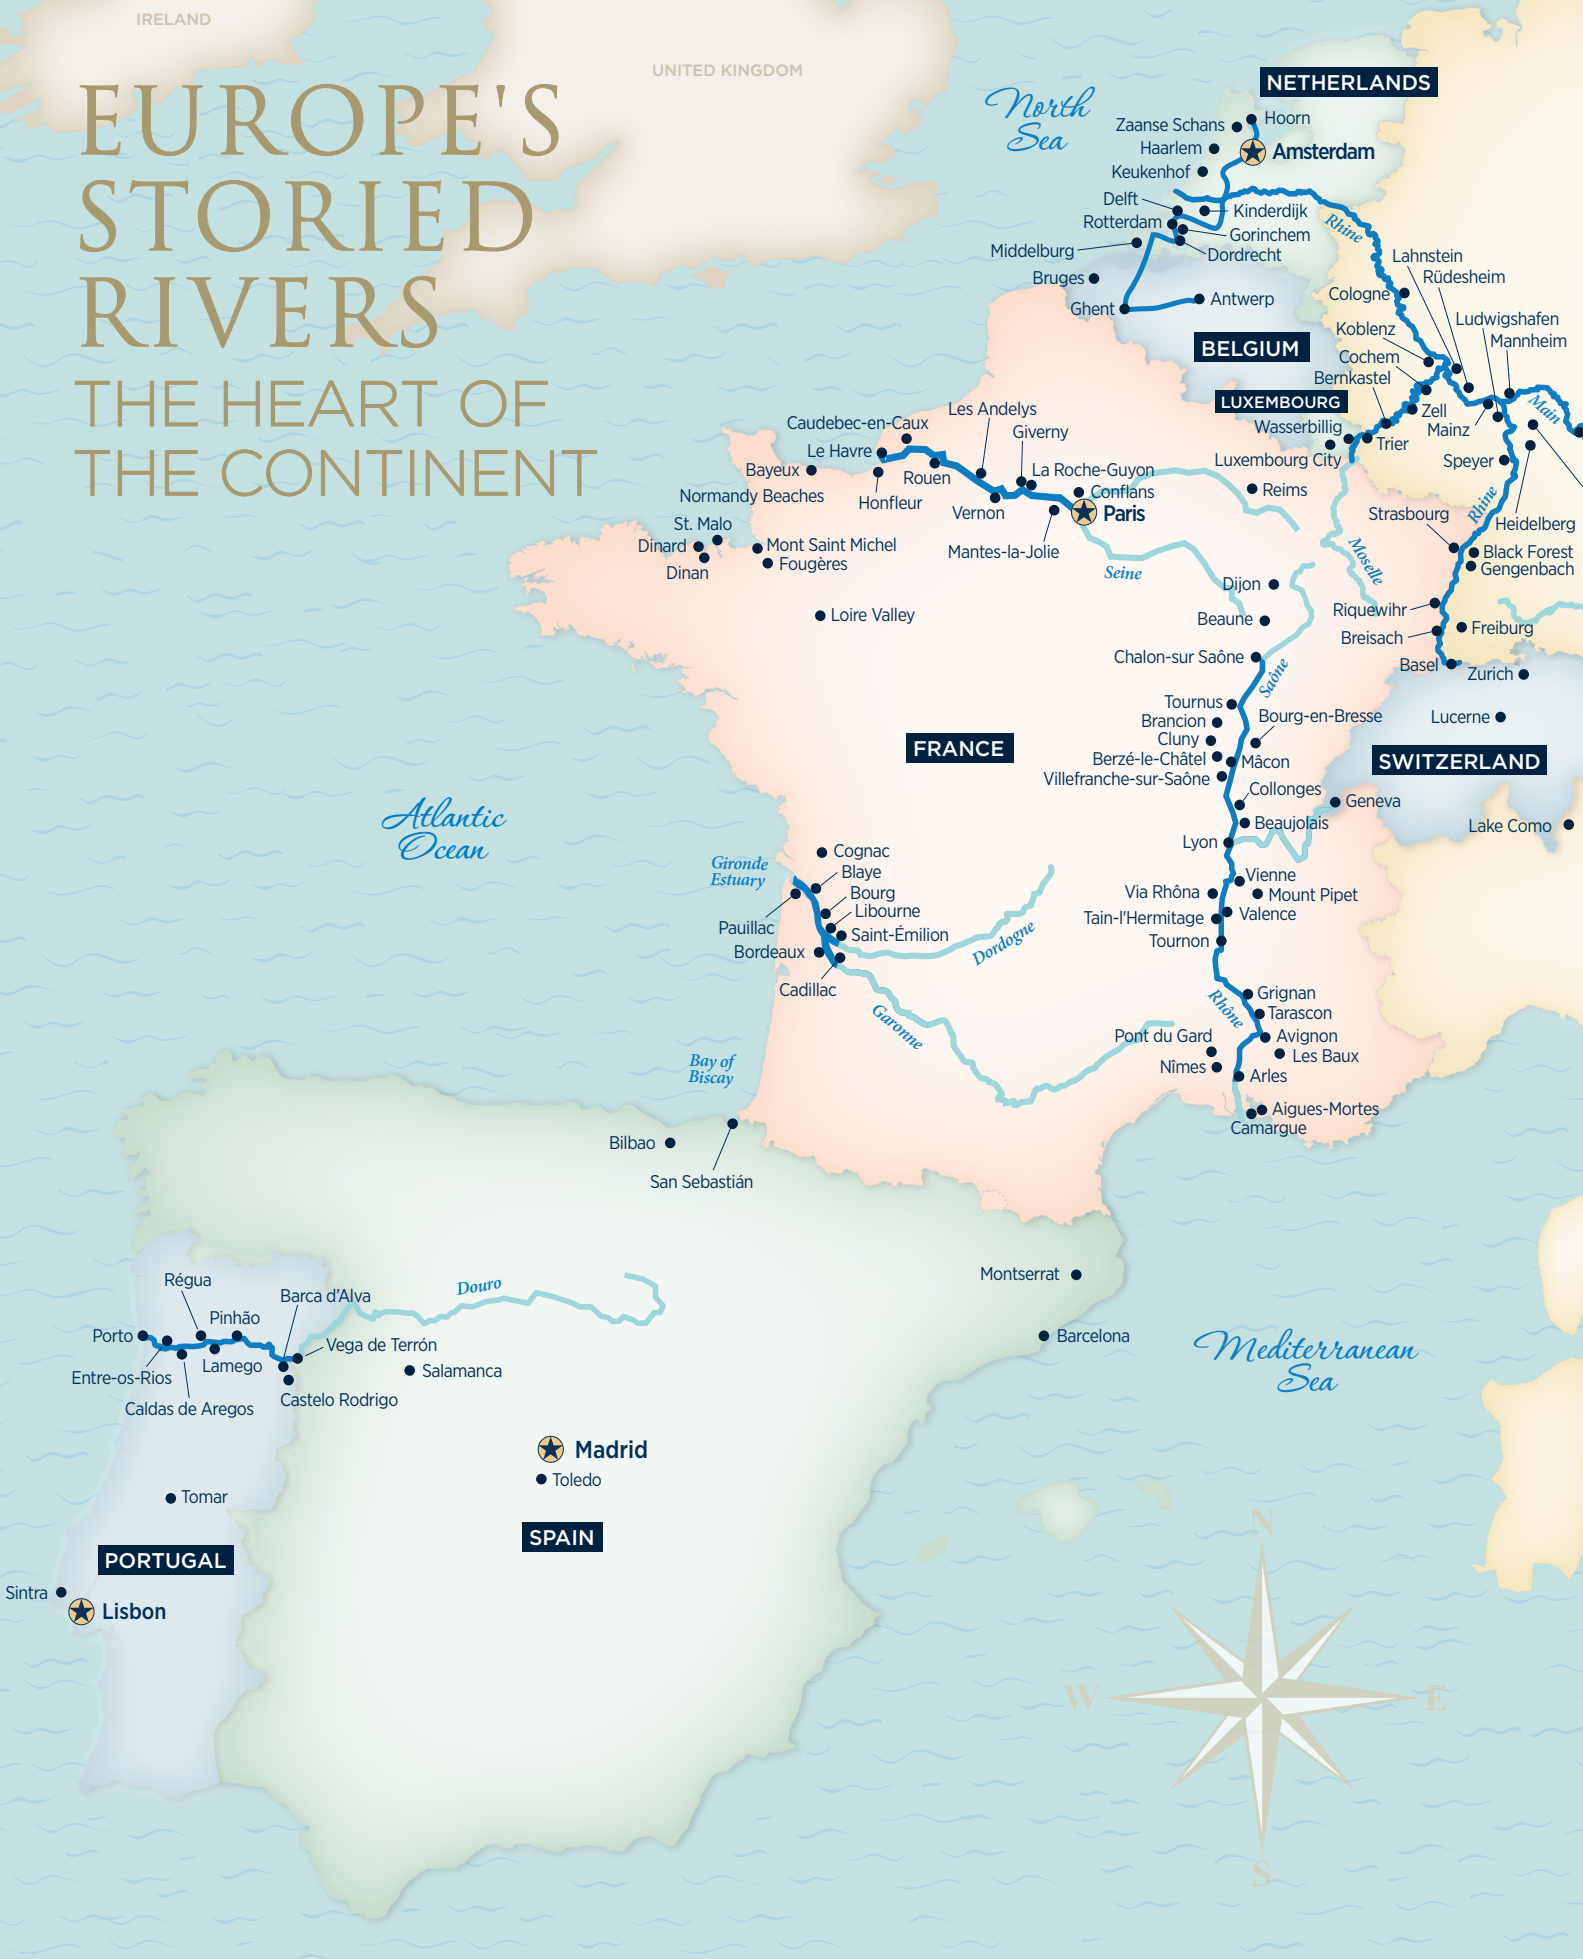 IRELAND
UNITED KINGDOM
EUROPE'S
STORIED
RIVERS
THE HEART OF
THE CONTINENT
North
Sea
NETHERLANDS
Hoorn
Zaanse Schans
Haarlem
Amsterdam
Keukenhof
Delft
Kinderdijk
Rotterdam
Gorinchem
Rhine
Middelburg
Dordrecht
Lahnstein
Bruges
Rüdesheim
Cologne
Antwerp
Ghent
Ludwigshafen
Koblenz
Mannheim
BELGIUM
Cochem
Bernkastel
LUXEMBOURG
Zell
Main
Mainz
Wasserbillig
Trier
Luxembourg City
Speyer
Les Andelys
Caudebec-en-Caux
Giverny
Le Havre
Bayeux
Rouen
La Roche-Guyon
Normandy Beaches
Honfleur
Conflans
Reims
Vernon
Paris
Rhine
Strasbourg
Heidelberg
St. Malo
Dinard
Mont Saint Michel
Mantes-la-Jolie
Moselle
Black Forest
Dinan
Fougères
Seine
Gengenbach
Dijon
Loire Valley
Beaune
Riquewihr
Freiburg
Breisach
Chalon-sur Saône
Basel
Zurich
Saône
Tournus
Brancion
Bourg-en-Bresse
Lucerne
Cluny
FRANCE
Berzé-le-Châtel
Mâcon
SWITZERLAND
Villefranche-sur-Saône
Collonges
Geneva
Atlantic
Ocean
Beaujolais
Lake Como
Lyon
Cognac
Gironde
Estuary
Blaye
Vienne
Bourg
Via Rhôna
Mount Pipet
Libourne
Tain-l'Hermitage
Valence
Pauillac
Saint-Émilion
Tournon
Bordeaux
Dordogne
Cadillac
Grignan
Rhône
Tarascon
Garonne
Pont du Gard
Avignon
Les Baux
Bay of
Biscay
Nîmes
Arles
Aigues-Mortes
Camargue
Bilbao
San Sebastián
Montserrat
Régua
Douro
Barca d'Alva
Pinhão
Porto
Vega de Terrón
Barcelona
Mediterranean
Sea
Lamego
Salamanca
Entre-os-Rios
Castelo Rodrigo
Caldas de Aregos
Madrid
Toledo
Tomar
SPAIN
PORTUGAL
N
Sintra
Lisbon
W
E
S